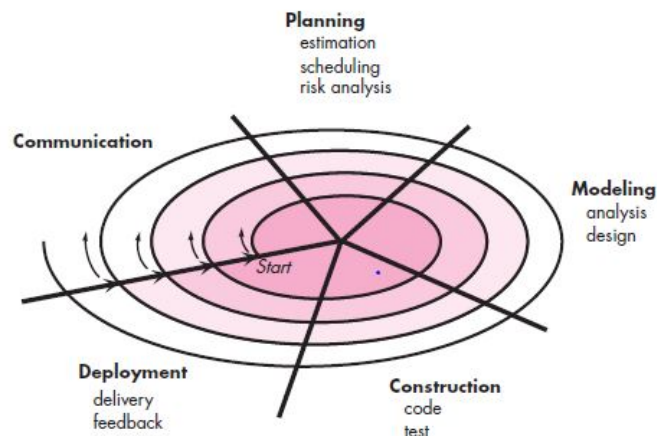 Planning
estimation
scheduling
risk analysis
Communication
Modeling
analysis
design
Start
Deployment
delivery
feedback
Construction
code
test